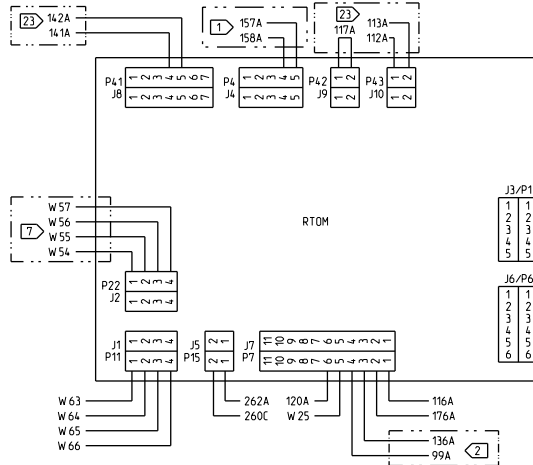 23 142A
141A
1 157A
158A
23 113A
117A 112A
P41 1 2 3 4 5 6 7
J8 1 2 3 4 5 6 7
P4 1 2 3 4 5
J4 1 2 3 4 5
P42 1 2
J9 1 2
P43 1 2
J10 1 2
W57
W56
7 W55
W54
RTOM
J3/P1
1 1
2 2
3 3
4 4
5 5
P22 1 2 3 4
J2 1 2 3 4
J6/P6
1 1
2 2
3 3
4 4
5 5
6 6
J1 1 2 3 4
P11 1 2 3 4
J5 2 1
P15 2 1
J7 11 10 9 8 7 6 5 4 3 2 1
P7 11 10 9 8 7 6 5 4 3 2 1
W63 262A 120A 116A
W64 260C W25 176A
W65 136A 2
W66 99A